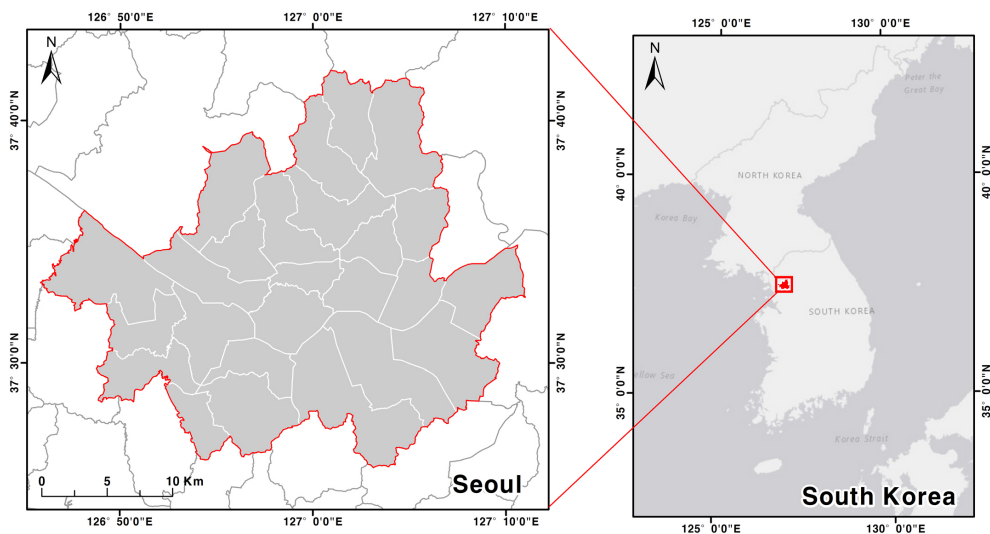 126° 50'0"E
127° 0'0"E
127° 10'0"E
N
37° 40'0"N
37° 40'0"N
37° 30'0"N
37° 30'0"N
0
5
10 Km
Seoul
126° 50'0"E
127° 0'0"E
127° 10'0"E
125° 0'0"E
130° 0'0"E
N
Peter the
Great Bay
40° 0'0"N
40° 0'0"N
NORTH KOREA
Korea Bay
SOUTH KOREA
ellow Sea
35° 0'0"N
35° 0'0"N
Korea Strait
South Korea
125° 0'0"E
130° 0'0"E